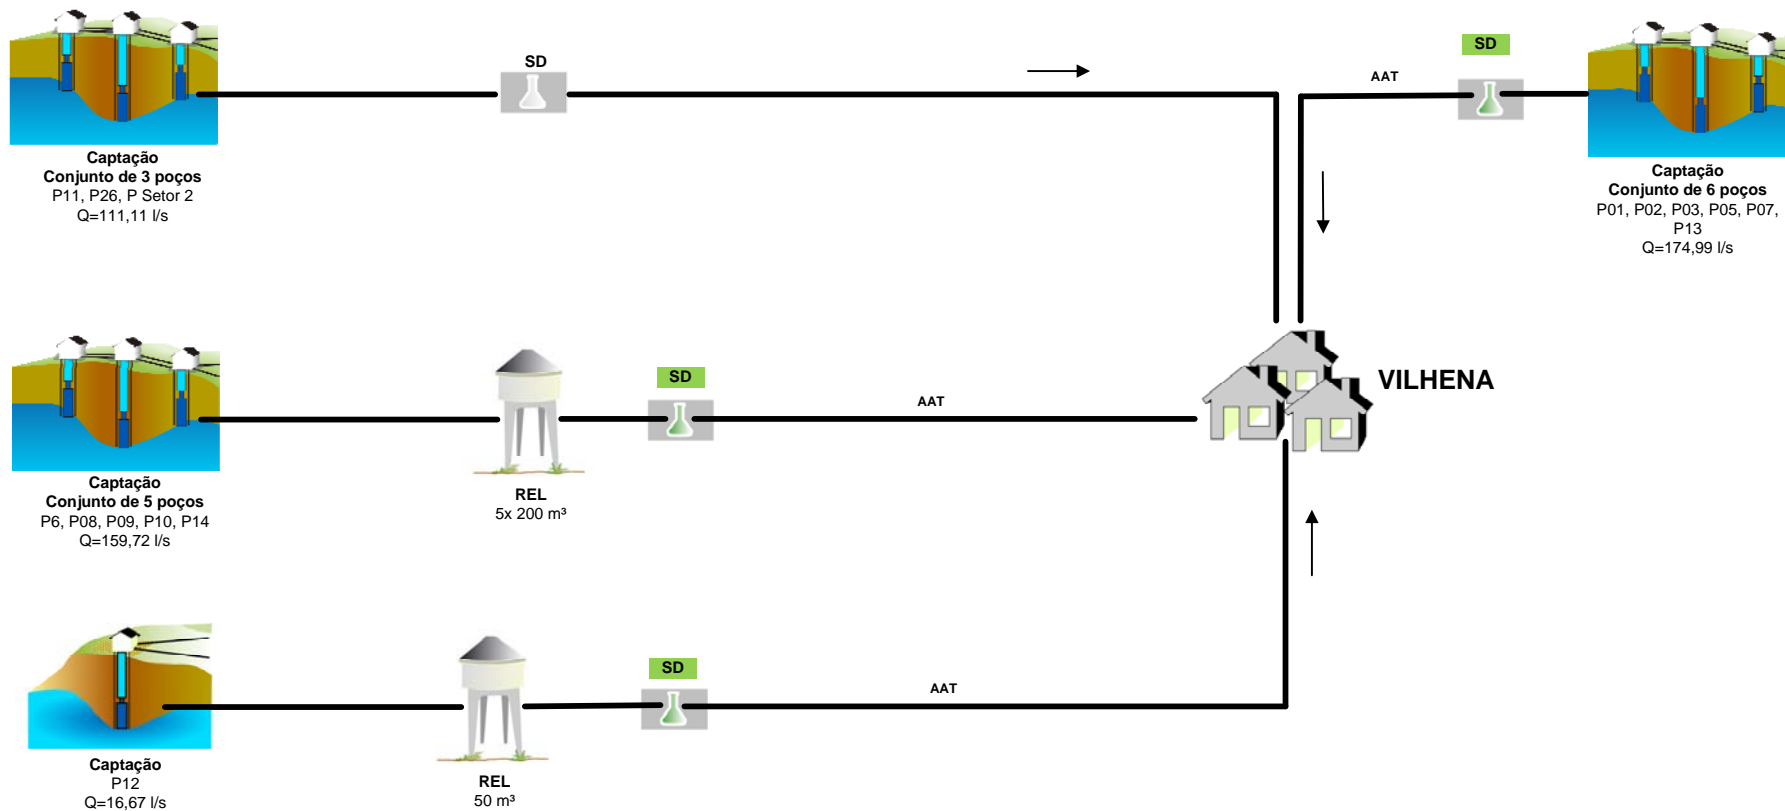 SD
Captação
Conjunto de 3 poços
P11, P26, P Setor 2
Q=111,11 l/s
SD
AAT
Captação
Conjunto de 6 poços
P01, P02, P03, P05, P07,
P13
Q=174,99 l/s
Captação
Conjunto de 5 poços
P6, P08, P09, P10, P14
Q=159,72 l/s
REL
5x 200 m³
SD
AAT
VILHENA
Captação
P12
Q=16,67 l/s
REL
50 m³
SD
AAT